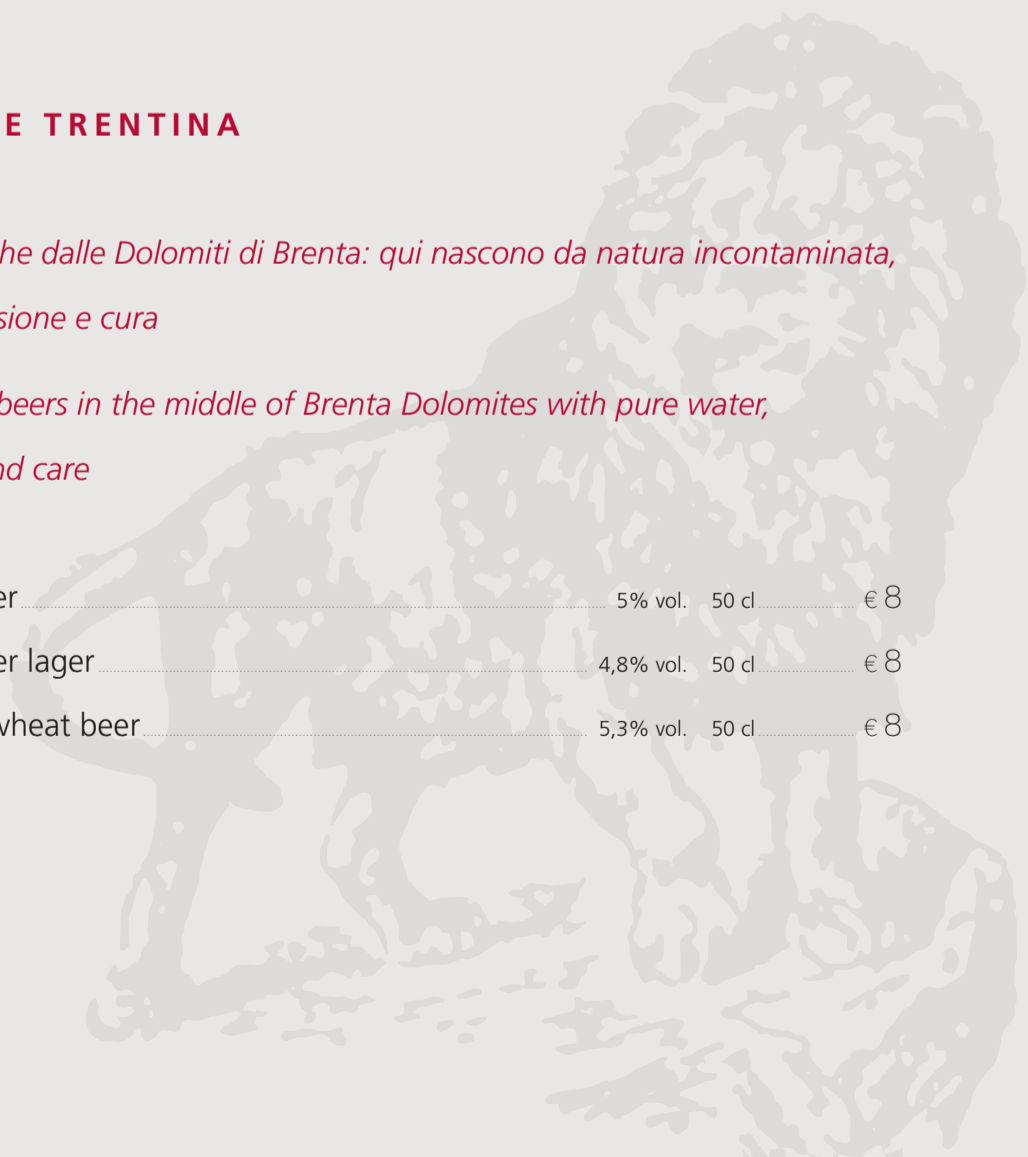 E TRENTINA
he dalle Dolomiti di Brenta: qui nascono da natura incontaminata,
sione e cura
beers in the middle of Brenta Dolomites with pure water,
nd care
er 5% vol. 50 cl € 8
er lager 4,8% vol. 50 cl € 8
wheat beer 5,3% vol. 50 cl € 8